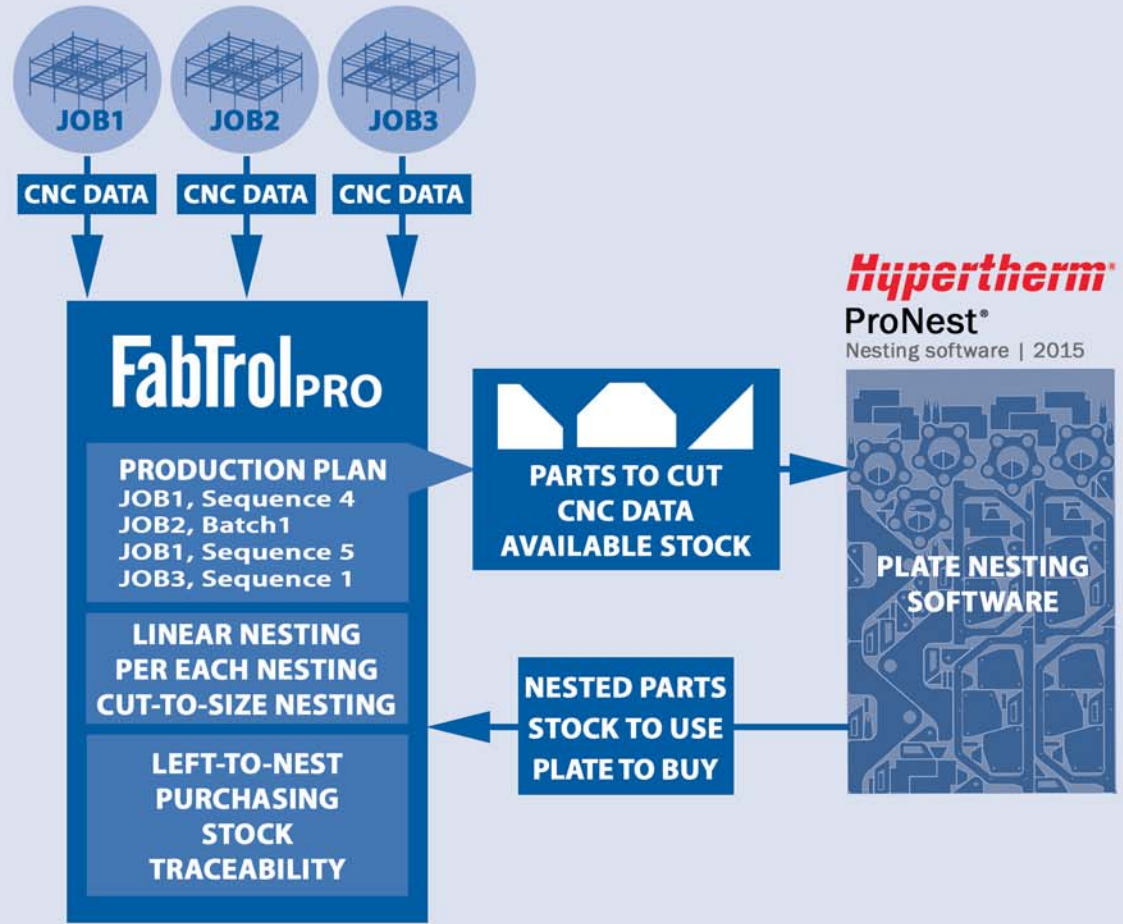 JOB1
JOB2
JOB3
CNC DATA
CNC DATA
CNC DATA
FabTrol PRO
PRODUCTION PLAN
JOB1, Sequence 4
JOB2, Batch1
JOB1, Sequence 5
JOB3, Sequence 1
LINEAR NESTING
PER EACH NESTING
CUT-TO-SIZE NESTING
LEFT-TO-NEST
PURCHASING
STOCK
TRACEABILITY
PARTS TO CUT
CNC DATA
AVAILABLE STOCK
Hypertherm®
ProNest®
Nesting software | 2015
PLATE NESTING
SOFTWARE
NESTED PARTS
STOCK TO USE
PLATE TO BUY